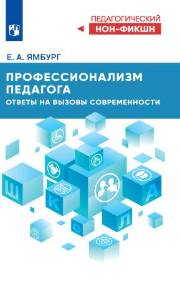 ПЕДАГОГИЧЕСКИЙ
НОН-ФИКШН
Е. А. ЯМБУРГ
ПРОФЕССИОНАЛИЗМ
ПЕДАГОГА
ОТВЕТЫ НА ВЫЗОВЫ СОВРЕМЕННОСТИ
Ш К О Л А